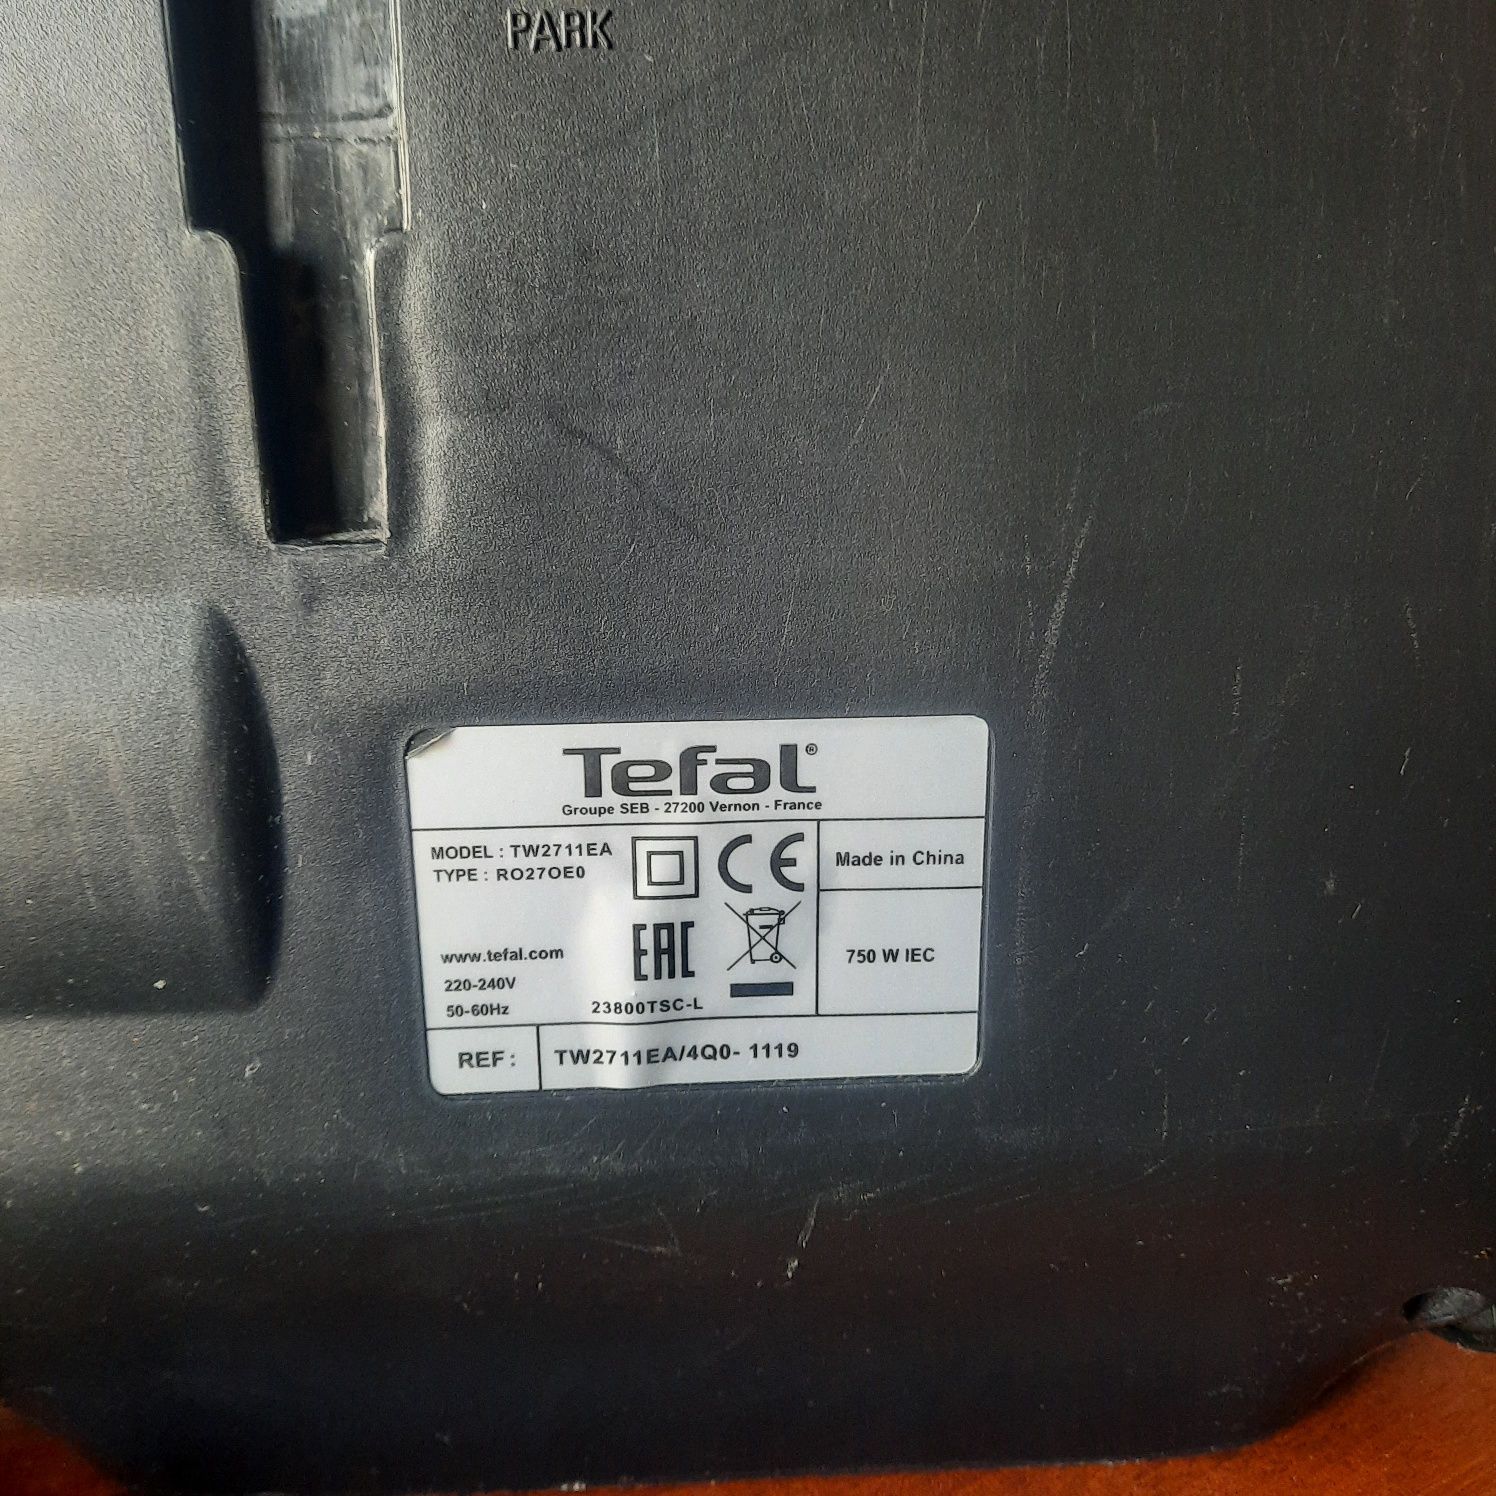 PARK
Tefal®
Groupe SEB - 27200 Vernon - France
MODEL : TW2711EA
TYPE : RO27OE0
CE
Made in China
www.tefal.com
220-240V
50-60Hz
EAC
23800TSC-L
750 W IEC
REF : TW2711EA/4Q0- 1119